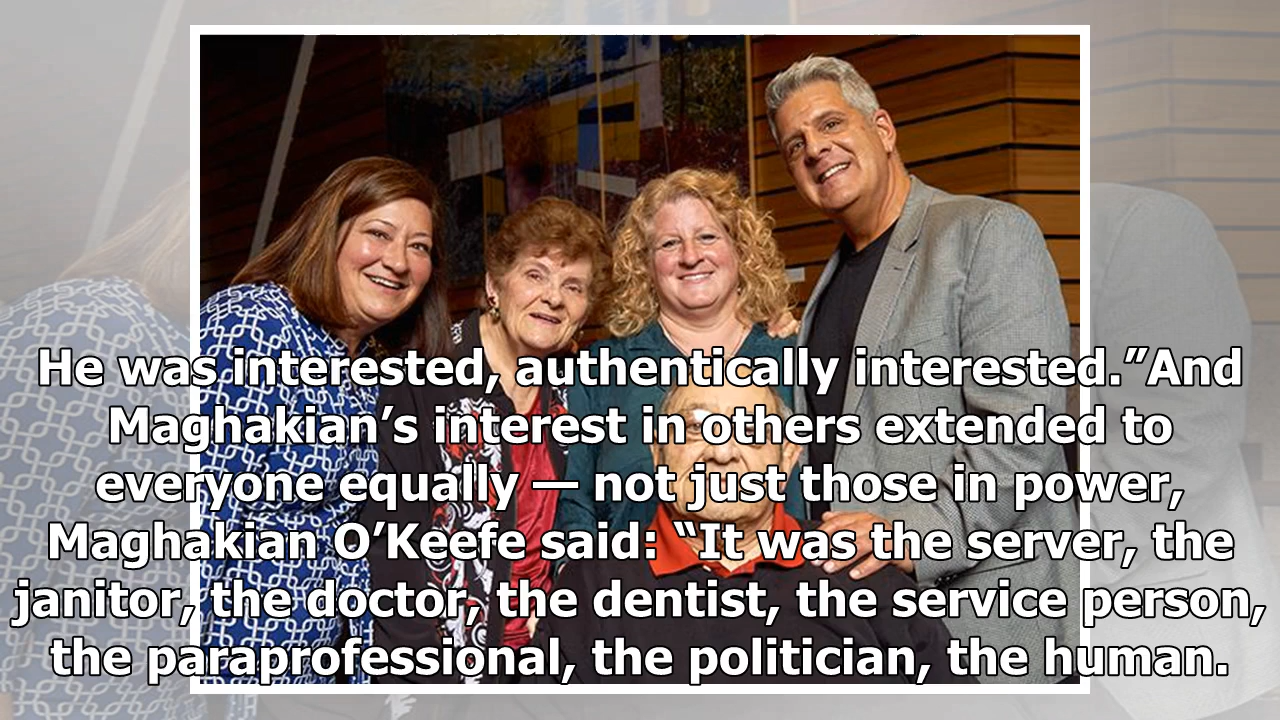 He was interested, authentically interested.”And
Maghakian’s interest in others extended to
everyone equally — not just those in power,
Maghakian O’Keefe said: “It was the server, the
janitor, the doctor, the dentist, the service person,
the paraprofessional, the politician, the human.